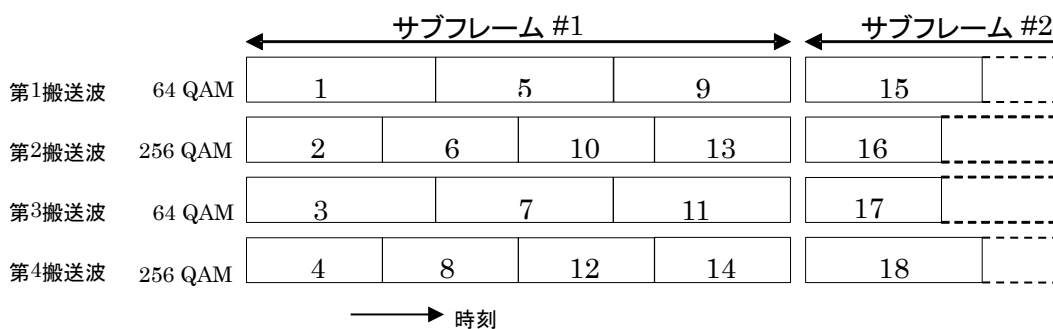 サブフレーム #1 サブフレーム #2
第1搬送波 64 QAM 1 5 9 15
第2搬送波 256 QAM 2 6 10 13 16
第3搬送波 64 QAM 3 7 11 17
第4搬送波 256 QAM 4 8 12 14 18
時刻